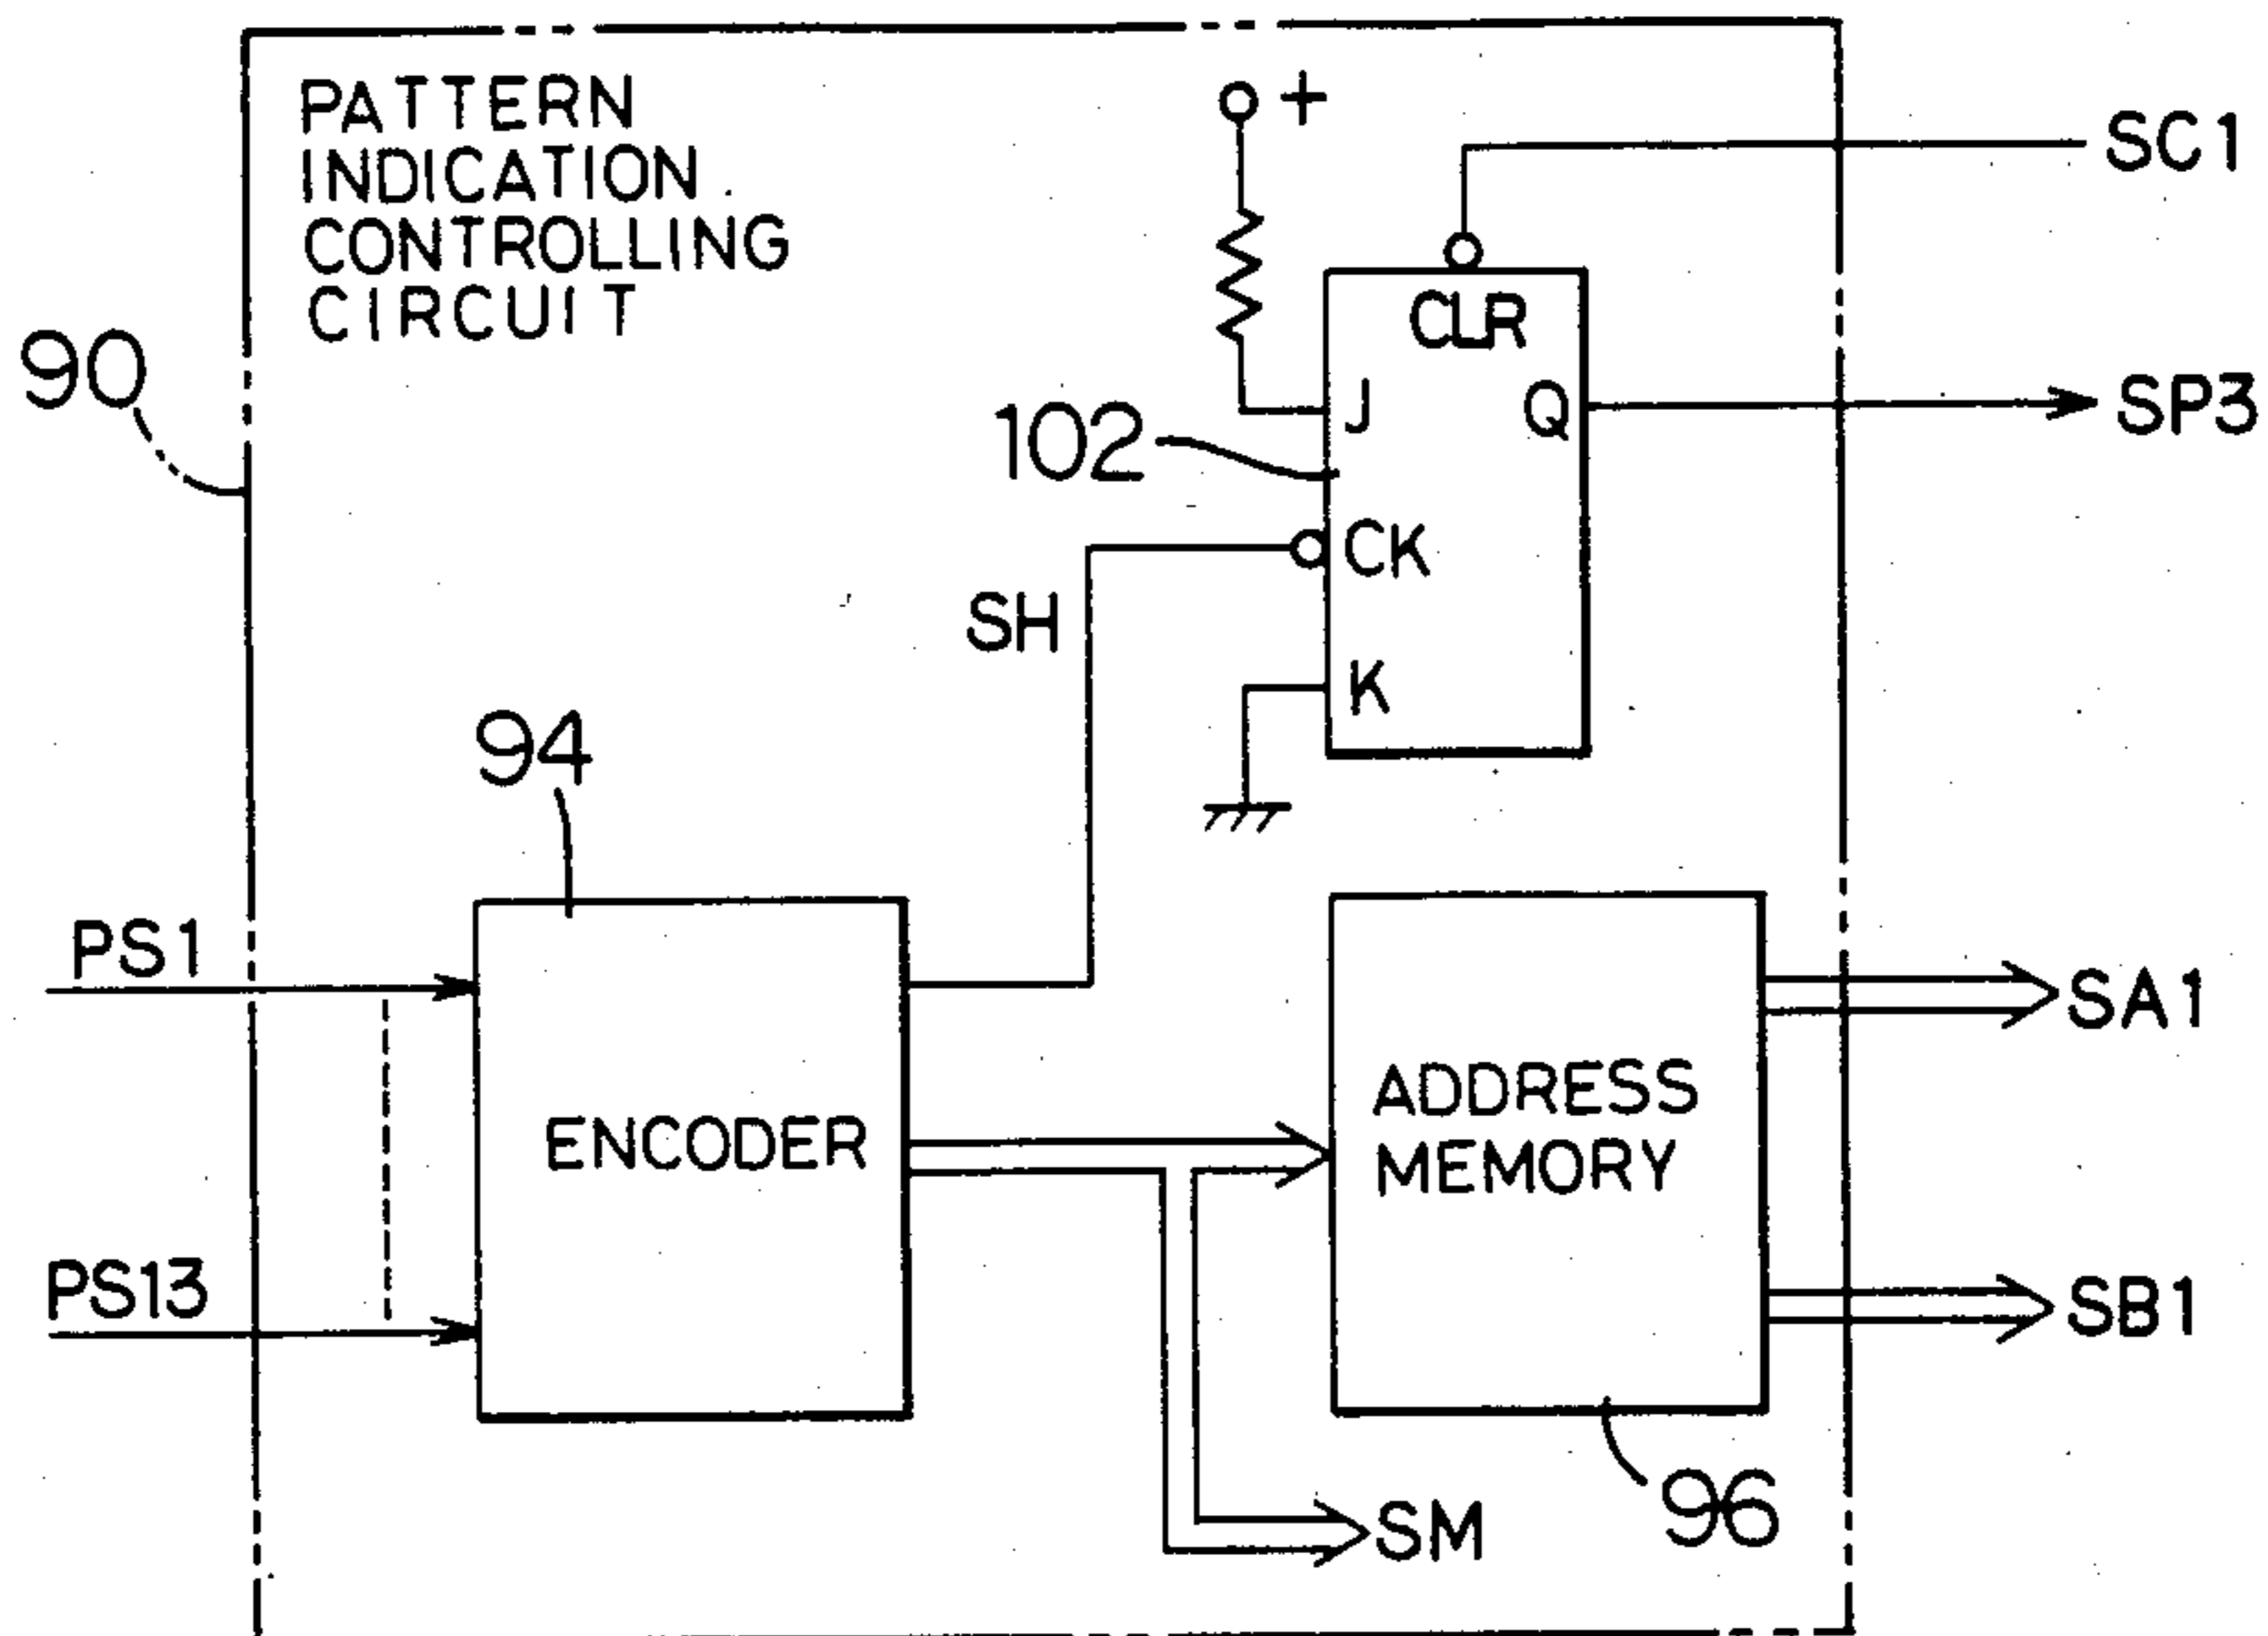 PATTERN
INDICATION
CONTROLLING
CIRCUIT
90
+
SC1
CLR
J
Q
SP3
102
CK
SH
K
94
PS1
ENCODER
ADDRESS
MEMORY
SA1
PS13
SB1
SM
96